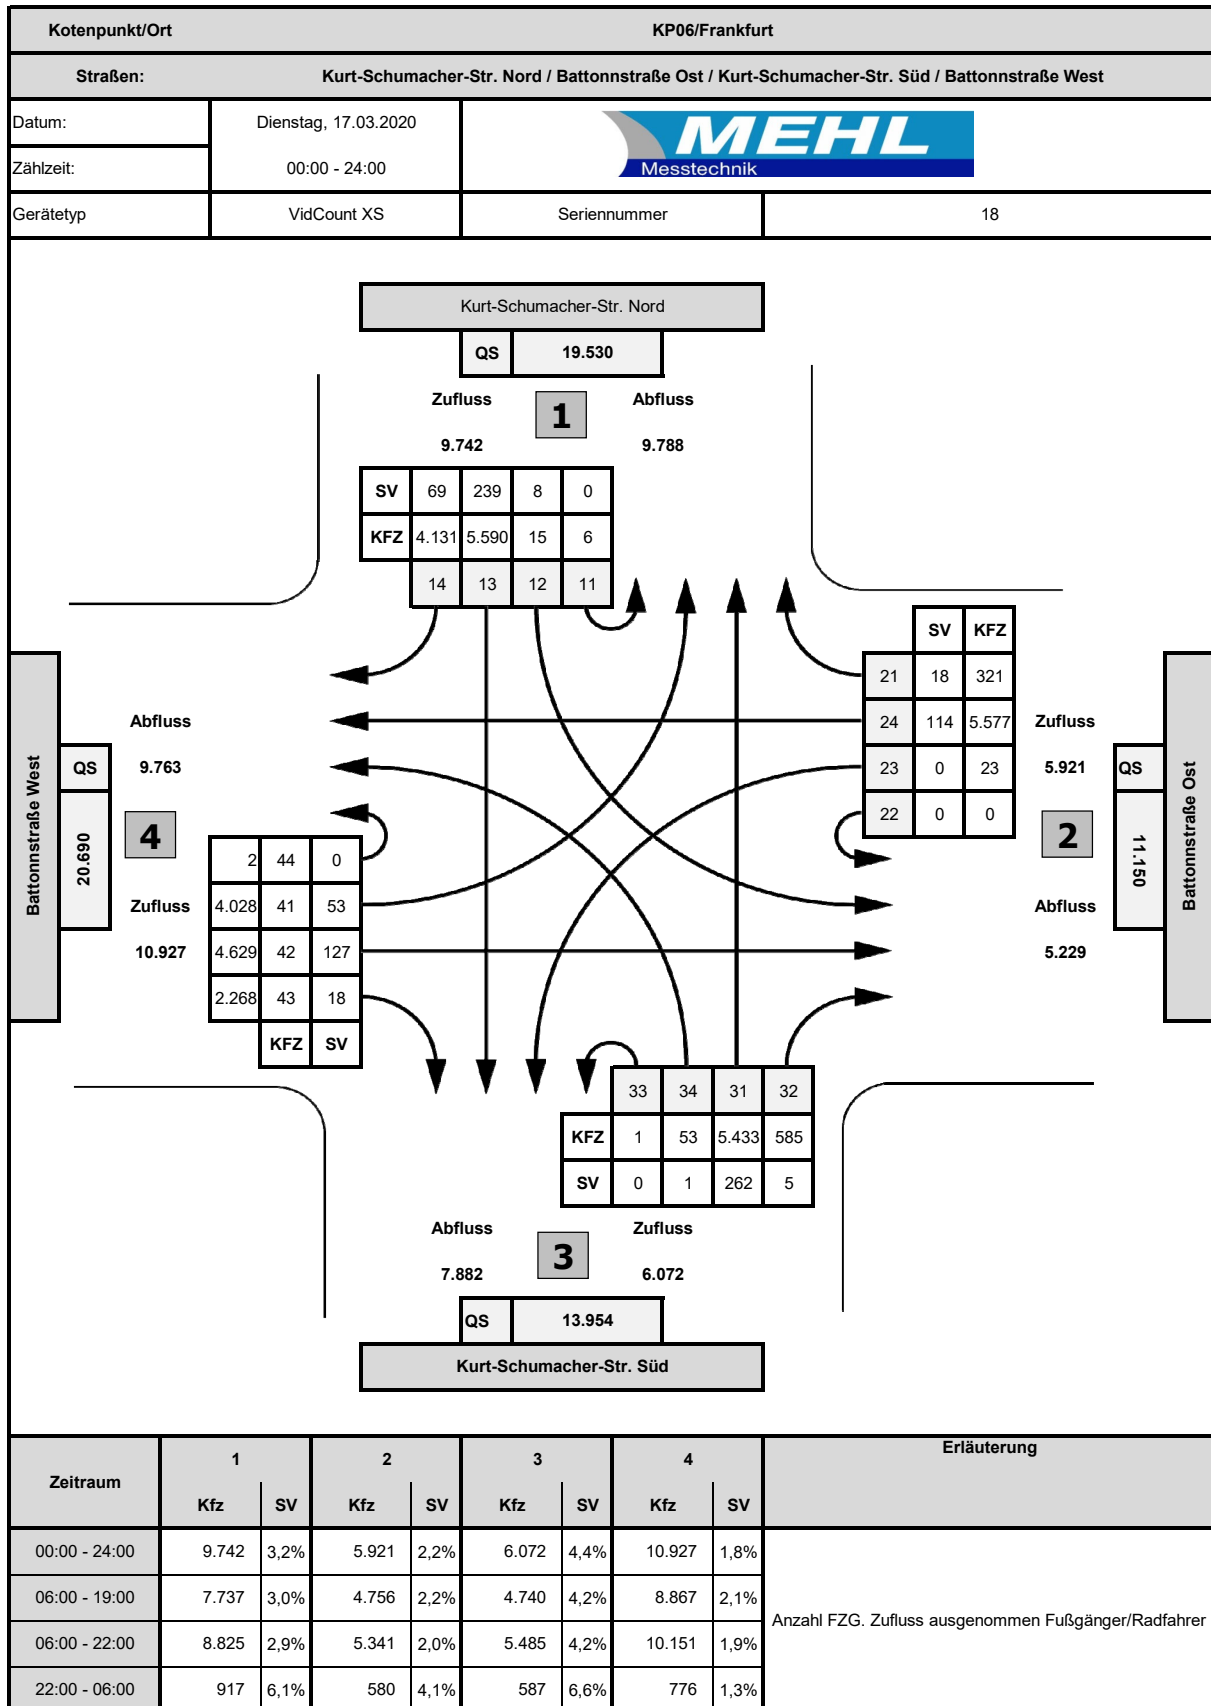 Kotenpunkt/Ort KP06/Frankfurt
Straßen: Kurt-Schumacher-Str. Nord / Battonnstraße Ost / Kurt-Schumacher-Str. Süd / Battonnstraße West
Datum: Dienstag, 17.03.2020
MEHL
Messtechnik
Zählzeit: 00:00 - 24:00
Gerätetyp VidCount XS Seriennummer 18
Kurt-Schumacher-Str. Nord
QS 19.530
Zufluss 1 Abfluss
9.742 9.788
SV 69 239 8 0
KFZ 4.131 5.590 15 6
14 13 12 11
SV KFZ
21 18 321
24 114 5.577
23 0 23
22 0 0
Zufluss
5.921
2
Abfluss
5.229
QS
11.150
Battonnstraße Ost
Battonnstraße West
QS
20.690
Abfluss
9.763
4
Zufluss
10.927
2 44 0
4.028 41 53
4.629 42 127
2.268 43 18
KFZ SV
33 34 31 32
KFZ 1 53 5.433 585
SV 0 1 262 5
Abfluss 3 Zufluss
7.882 6.072
QS 13.954
Kurt-Schumacher-Str. Süd
Zeitraum 1 2 3 4 Erläuterung
Kfz SV Kfz SV Kfz SV Kfz SV
00:00 - 24:00 9.742 3,2% 5.921 2,2% 6.072 4,4% 10.927 1,8%
06:00 - 19:00 7.737 3,0% 4.756 2,2% 4.740 4,2% 8.867 2,1%
Anzahl FZG. Zufluss ausgenommen Fußgänger/Radfahrer
06:00 - 22:00 8.825 2,9% 5.341 2,0% 5.485 4,2% 10.151 1,9%
22:00 - 06:00 917 6,1% 580 4,1% 587 6,6% 776 1,3%